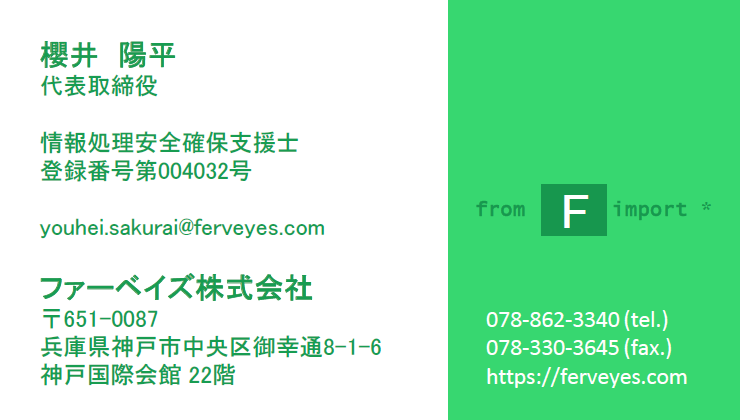 櫻井　陽平
代表取締役
情報処理安全確保支援士
登録番号第004032号
youhei.sakurai@ferveyes.com
ファーベイズ株式会社
〒651-0087
兵庫県神戸市中央区御幸通8-1-6
神戸国際会館 22階
from F import *
078-862-3340 (tel.)
078-330-3645 (fax.)
https://ferveyes.com